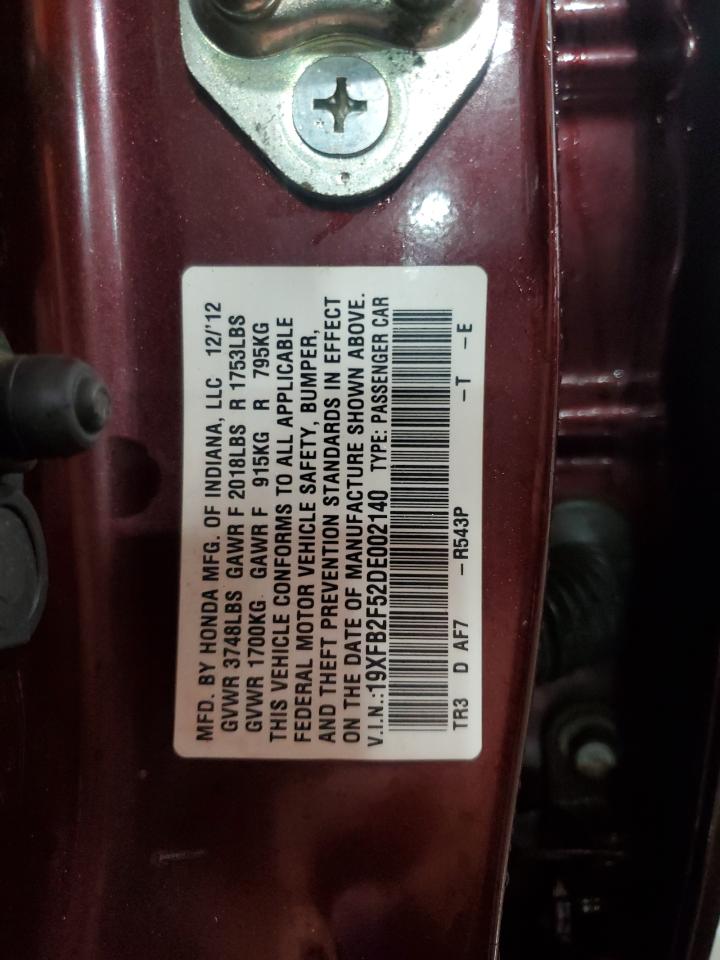 MFD. BY HONDA MFG. OF INDIANA, LLC 12/'12
GVWR 3748LBS GAWR F 2018LBS R 1753LBS
GVWR 1700KG GAWR F 915KG R 795KG
THIS VEHICLE CONFORMS TO ALL APPLICABLE
FEDERAL MOTOR VEHICLE SAFETY, BUMPER,
AND THEFT PREVENTION STANDARDS IN EFFECT
ON THE DATE OF MANUFACTURE SHOWN ABOVE.
V.I.N.:19XFB2F52DE002140 TYPE: PASSENGER CAR
TR3 D AF7 -R543P -T -E